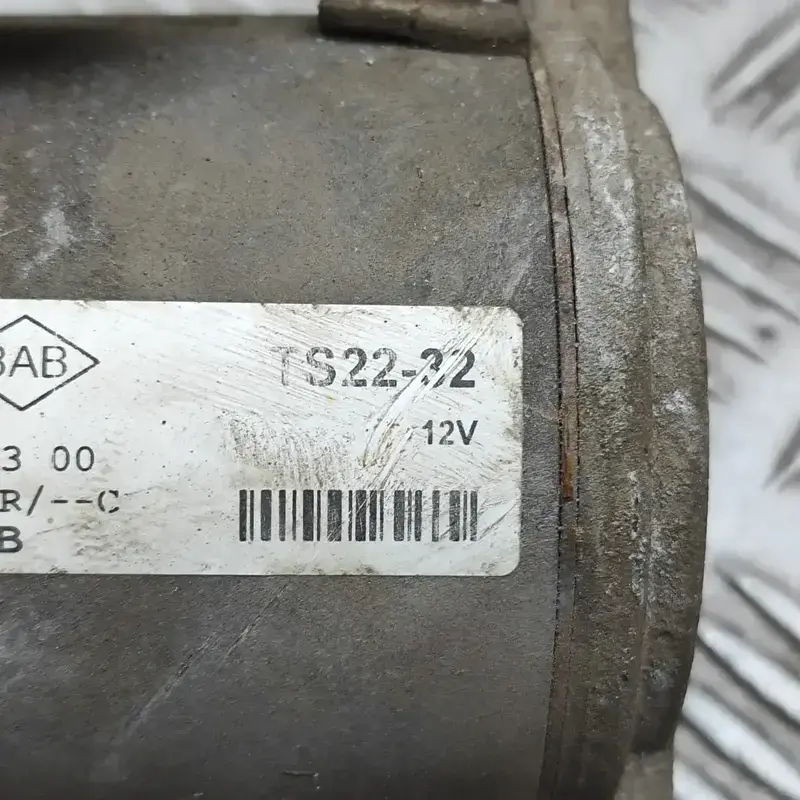 BAB
TS22-32
12V
3 00
R/--C
B